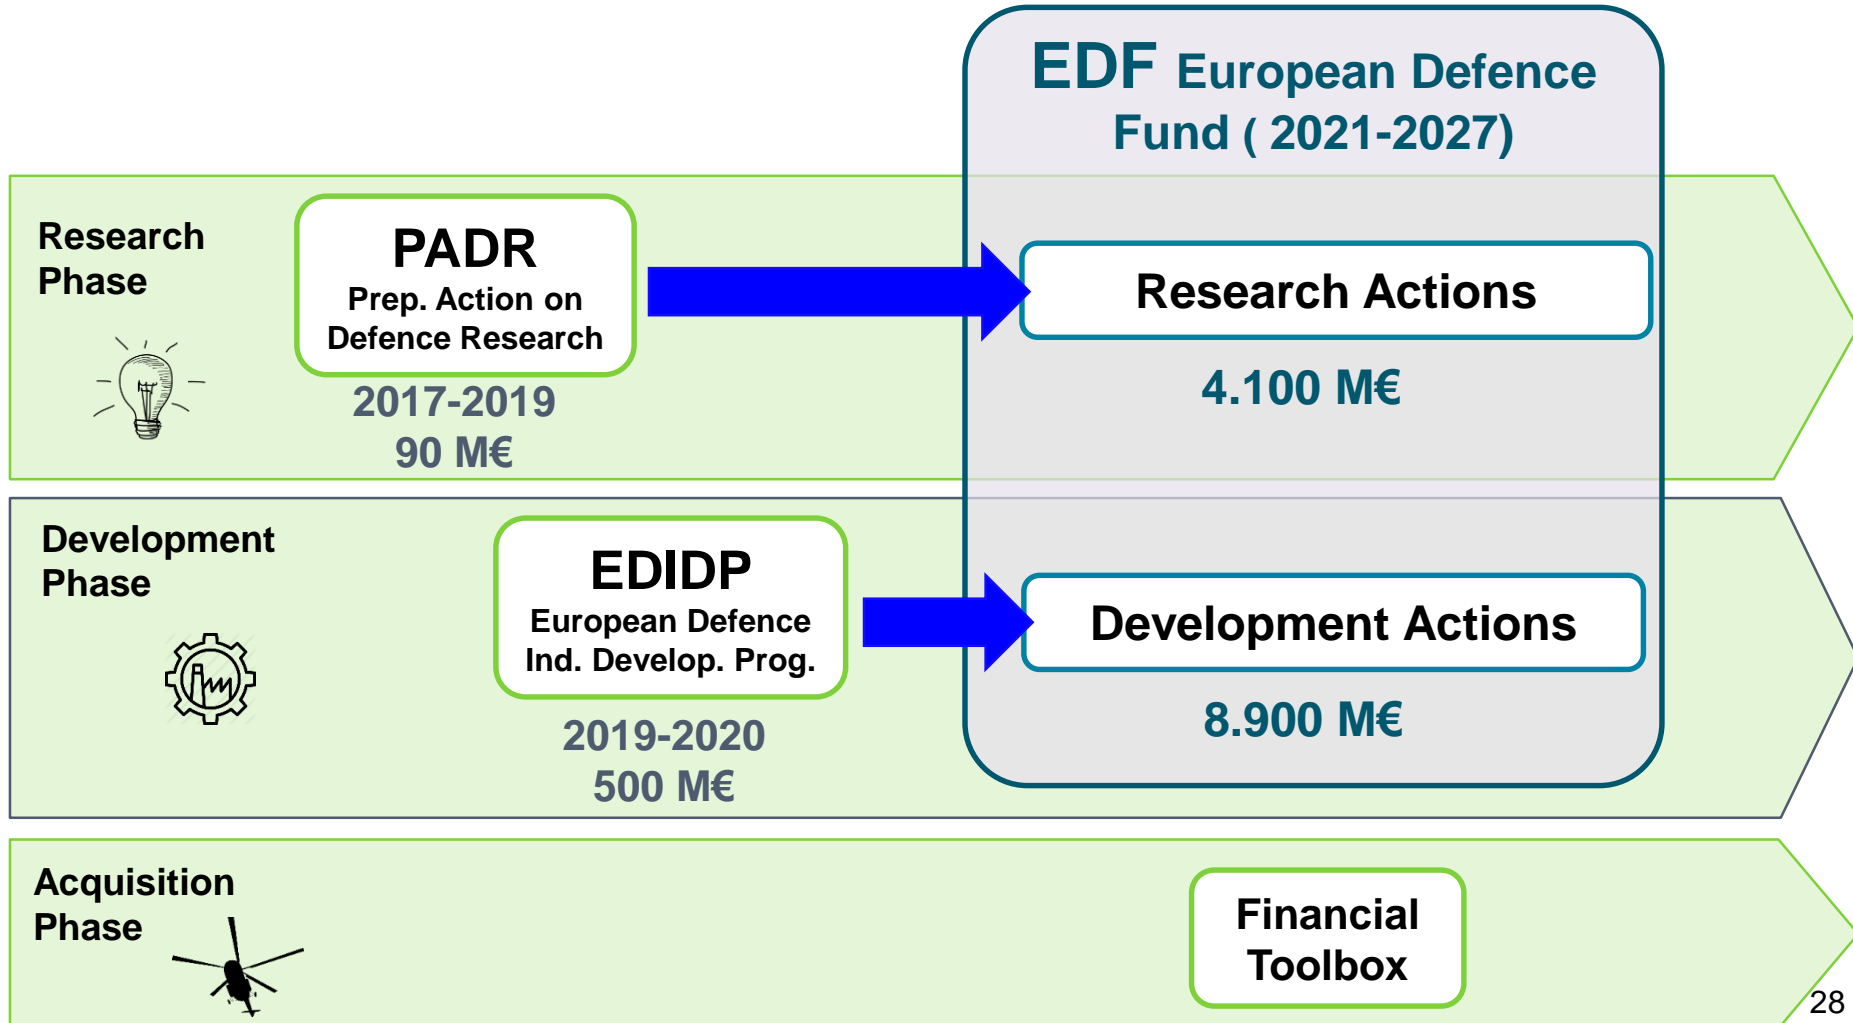 EDF European Defence
Fund ( 2021-2027)
Research
Phase
PADR
Prep. Action on
Defence Research
2017-2019
90 M€
Research Actions
4.100 M€
Development
Phase
EDIDP
European Defence
Ind. Develop. Prog.
2019-2020
500 M€
Development Actions
8.900 M€
Acquisition
Phase
Financial
Toolbox
28